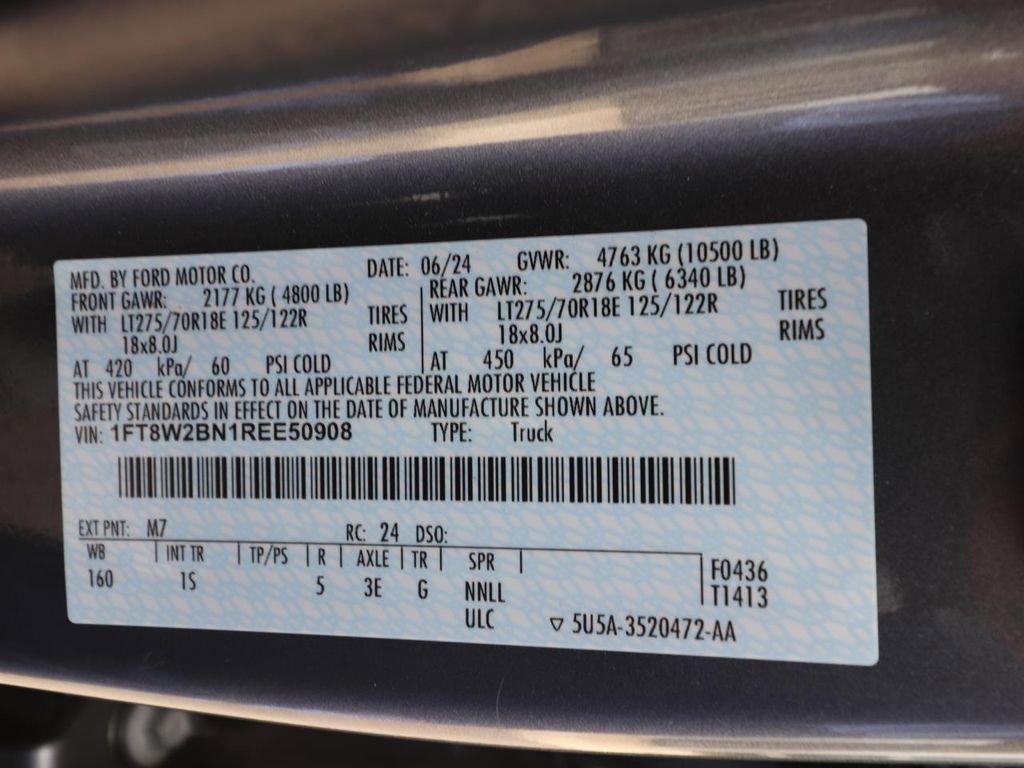 MFD. BY FORD MOTOR CO. DATE: 06/24 GVWR: 4763 KG (10500 LB)
FRONT GAWR: 2177 KG ( 4800 LB) REAR GAWR: 2876 KG ( 6340 LB)
WITH LT275/70R18E 125/122R TIRES WITH LT275/70R18E 125/122R TIRES
18x8.0J RIMS 18x8.0J RIMS
AT 420 kPa/ 60 PSI COLD AT 450 kPa/ 65 PSI COLD
THIS VEHICLE CONFORMS TO ALL APPLICABLE FEDERAL MOTOR VEHICLE
SAFETY STANDARDS IN EFFECT ON THE DATE OF MANUFACTURE SHOWN ABOVE.
VIN: 1FT8W2BN1REE50908 TYPE: Truck
EXT PNT: M7 RC: 24 DSO:
WB INT TR TP/PS R AXLE TR SPR F0436
160 1S 5 3E G NNLL T1413
ULC ▽ 5U5A-3520472-AA